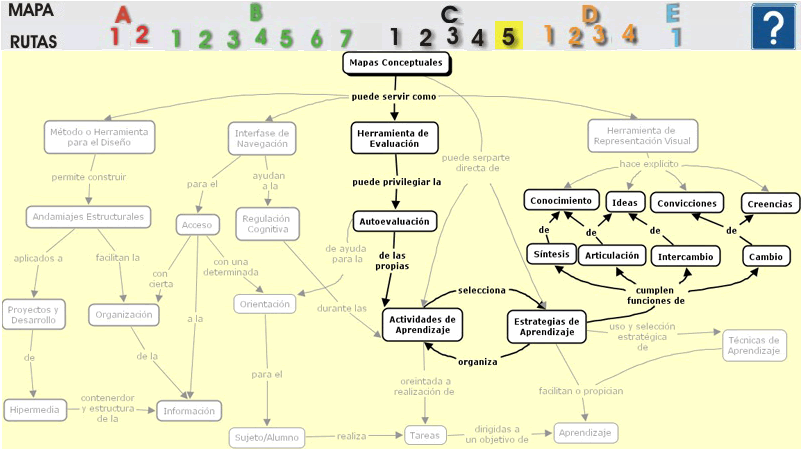 MAPA A B C D E ?
RUTAS 1 2 1 2 3 4 5 6 7 1 2 3 4 5 1 2 3 4 1
Mapas Conceptuales
puede servir como
Método o Herramienta
para el Diseño
Interfase de
Navegación
Herramienta de
Evaluación
Herramienta de
Representación Visual
puede serparte
directa de
hace explícito
permite construir
para el
ayudan
a la
puede privilegiar la
Conocimiento
Ideas
Convicciones
Creencias
Andamiajes Estructurales
Acceso
Regulación
Cognitiva
Autoevaluación
de
de
de
de
de ayuda
para la
de las
propias
Síntesis
Articulación
Intercambio
Cambio
aplicados a
facilitan la
con
cierta
con una
determinada
cumplen
funciones de
selecciona
Proyectos y
Desarrollo
Organización
a la
Orientación
durante las
Actividades de
Aprendizaje
Estrategias de
Aprendizaje
uso y selección
estratégica
de
Técnicas de
Aprendizaje
de
de la
organiza
para el
oreintada a
realización de
facilitan o propician
Hipermedia
contenerdor
y estructura
de la
Información
Sujeto/Alumno
realiza
Tareas
dirigidas a
un objetivo de
Aprendizaje